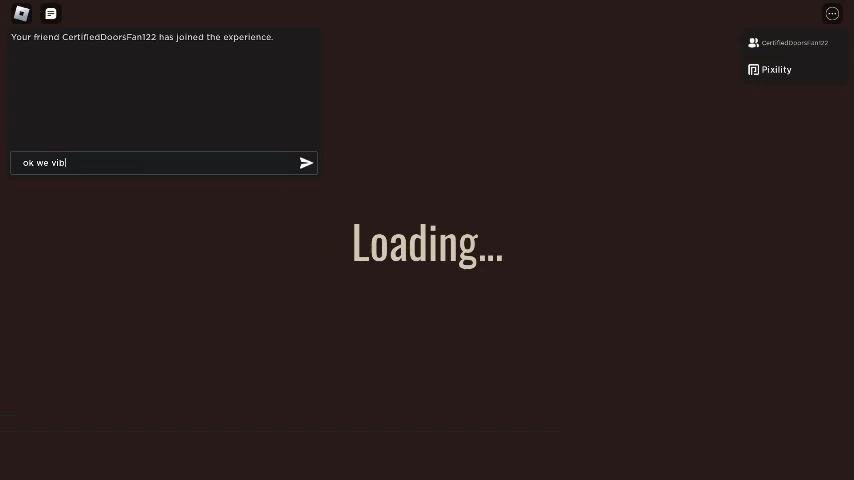 Your friend CertifiedDoorsFan122 has joined the experience.
CertifiedDoorsFan122
Pixility
ok we vib
Loading...